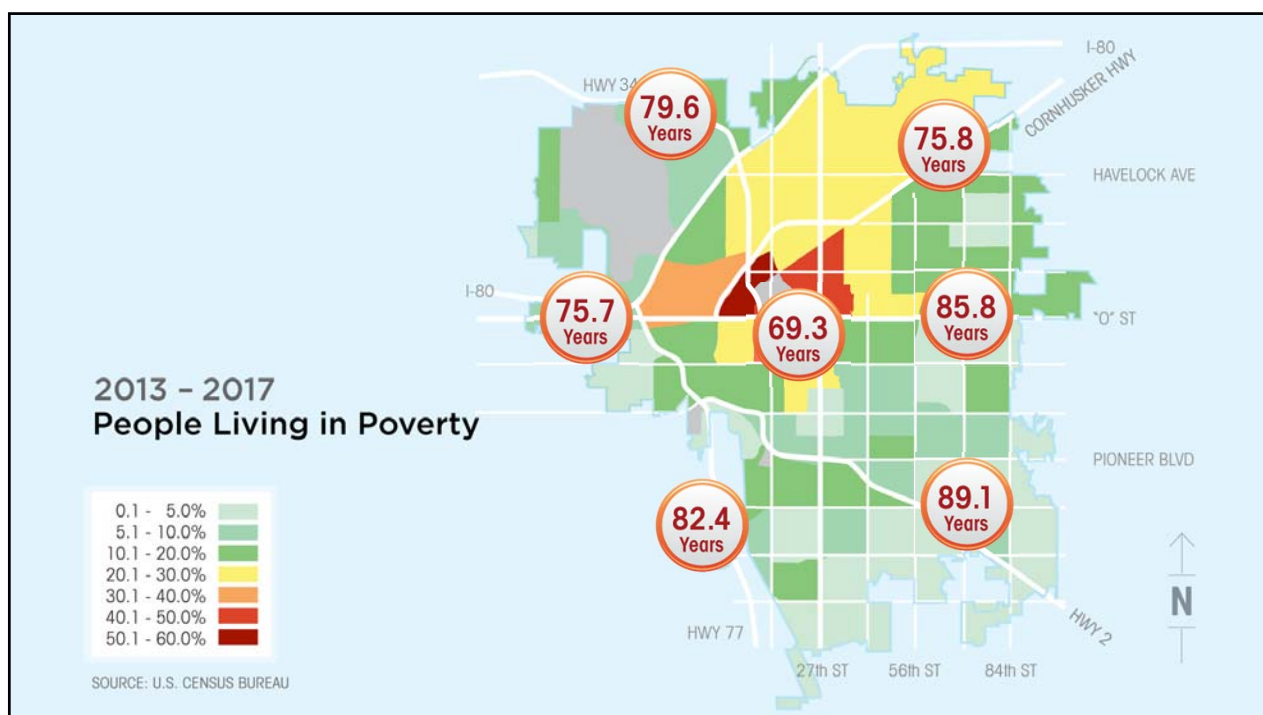 I-80
HWY 34
CORNHUSKER HWY
79.6
Years
75.8
Years
HAVELOCK AVE
I-80
75.7
Years
69.3
Years
85.8
Years
"O" ST
2013 – 2017
People Living in Poverty
PIONEER BLVD
0.1 - 5.0%
5.1 - 10.0%
10.1 - 20.0%
20.1 - 30.0%
30.1 - 40.0%
40.1 - 50.0%
50.1 - 60.0%
82.4
Years
89.1
Years
N
HWY 77
HWY 2
27th ST
56th ST
84th ST
SOURCE: U.S. CENSUS BUREAU